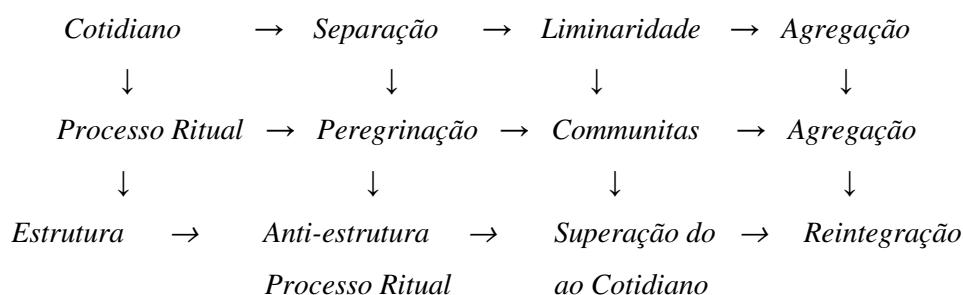 Cotidiano → Separação → Liminaridade → Agregação
↓ ↓ ↓ ↓
Processo Ritual → Peregrinação → Communitas → Agregação
↓ ↓ ↓ ↓
Estrutura → Anti-estrutura → Superação do → Reintegração
Processo Ritual ao Cotidiano